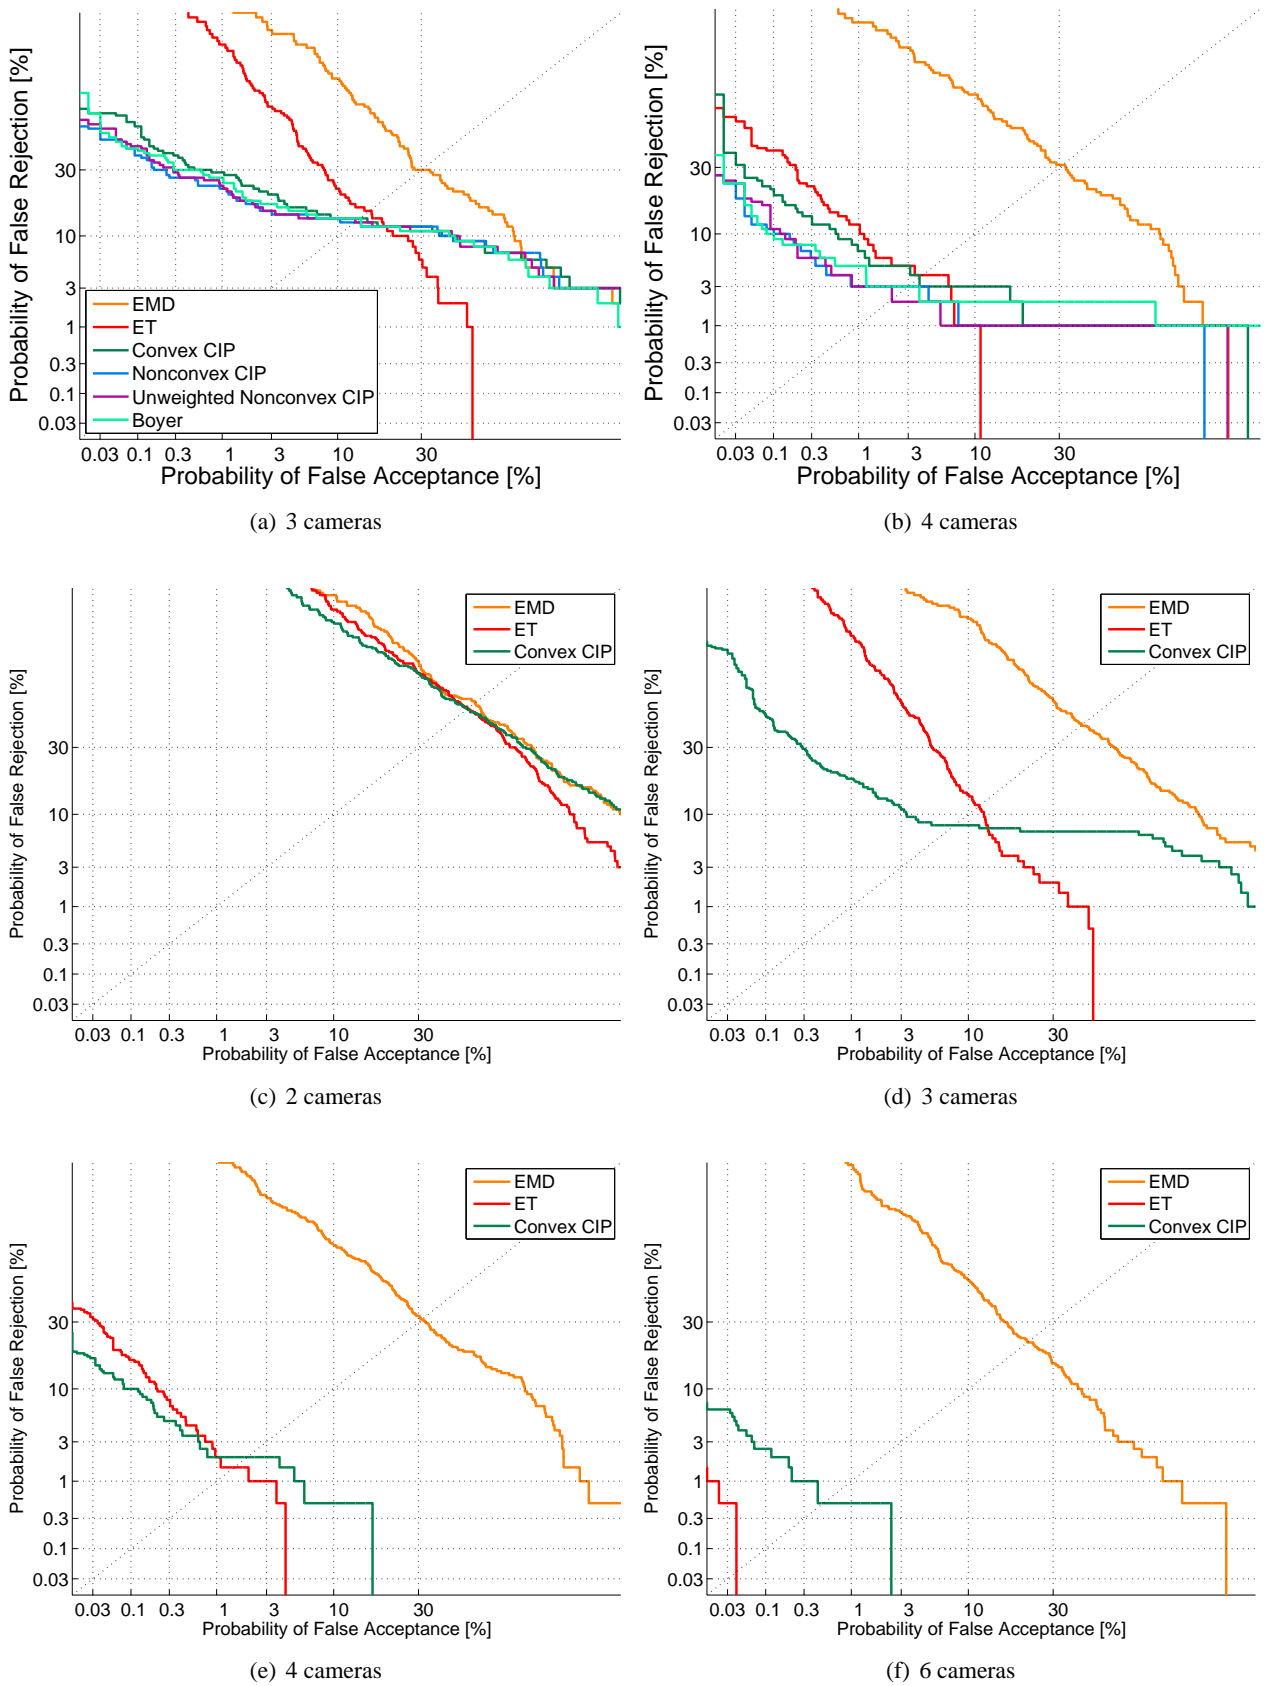 Probability of False Rejection [%]
30
10
3
1
0.3
0.1
0.03
EMD
ET
Convex CIP
Nonconvex CIP
Unweighted Nonconvex CIP
Boyer
0.03 0.1 0.3 1 3 10 30
Probability of False Acceptance [%]
(a) 3 cameras
Probability of False Rejection [%]
30
10
3
1
0.3
0.1
0.03
0.03 0.1 0.3 1 3 10 30
Probability of False Acceptance [%]
(b) 4 cameras
Probability of False Rejection [%]
EMD
ET
Convex CIP
30
10
3
1
0.3
0.1
0.03
0.03 0.1 0.3 1 3 10 30
Probability of False Acceptance [%]
(c) 2 cameras
Probability of False Rejection [%]
EMD
ET
Convex CIP
30
10
3
1
0.3
0.1
0.03
0.03 0.1 0.3 1 3 10 30
Probability of False Acceptance [%]
(d) 3 cameras
Probability of False Rejection [%]
EMD
ET
Convex CIP
30
10
3
1
0.3
0.1
0.03
0.03 0.1 0.3 1 3 10 30
Probability of False Acceptance [%]
(e) 4 cameras
Probability of False Rejection [%]
EMD
ET
Convex CIP
30
10
3
1
0.3
0.1
0.03
0.03 0.1 0.3 1 3 10 30
Probability of False Acceptance [%]
(f) 6 cameras